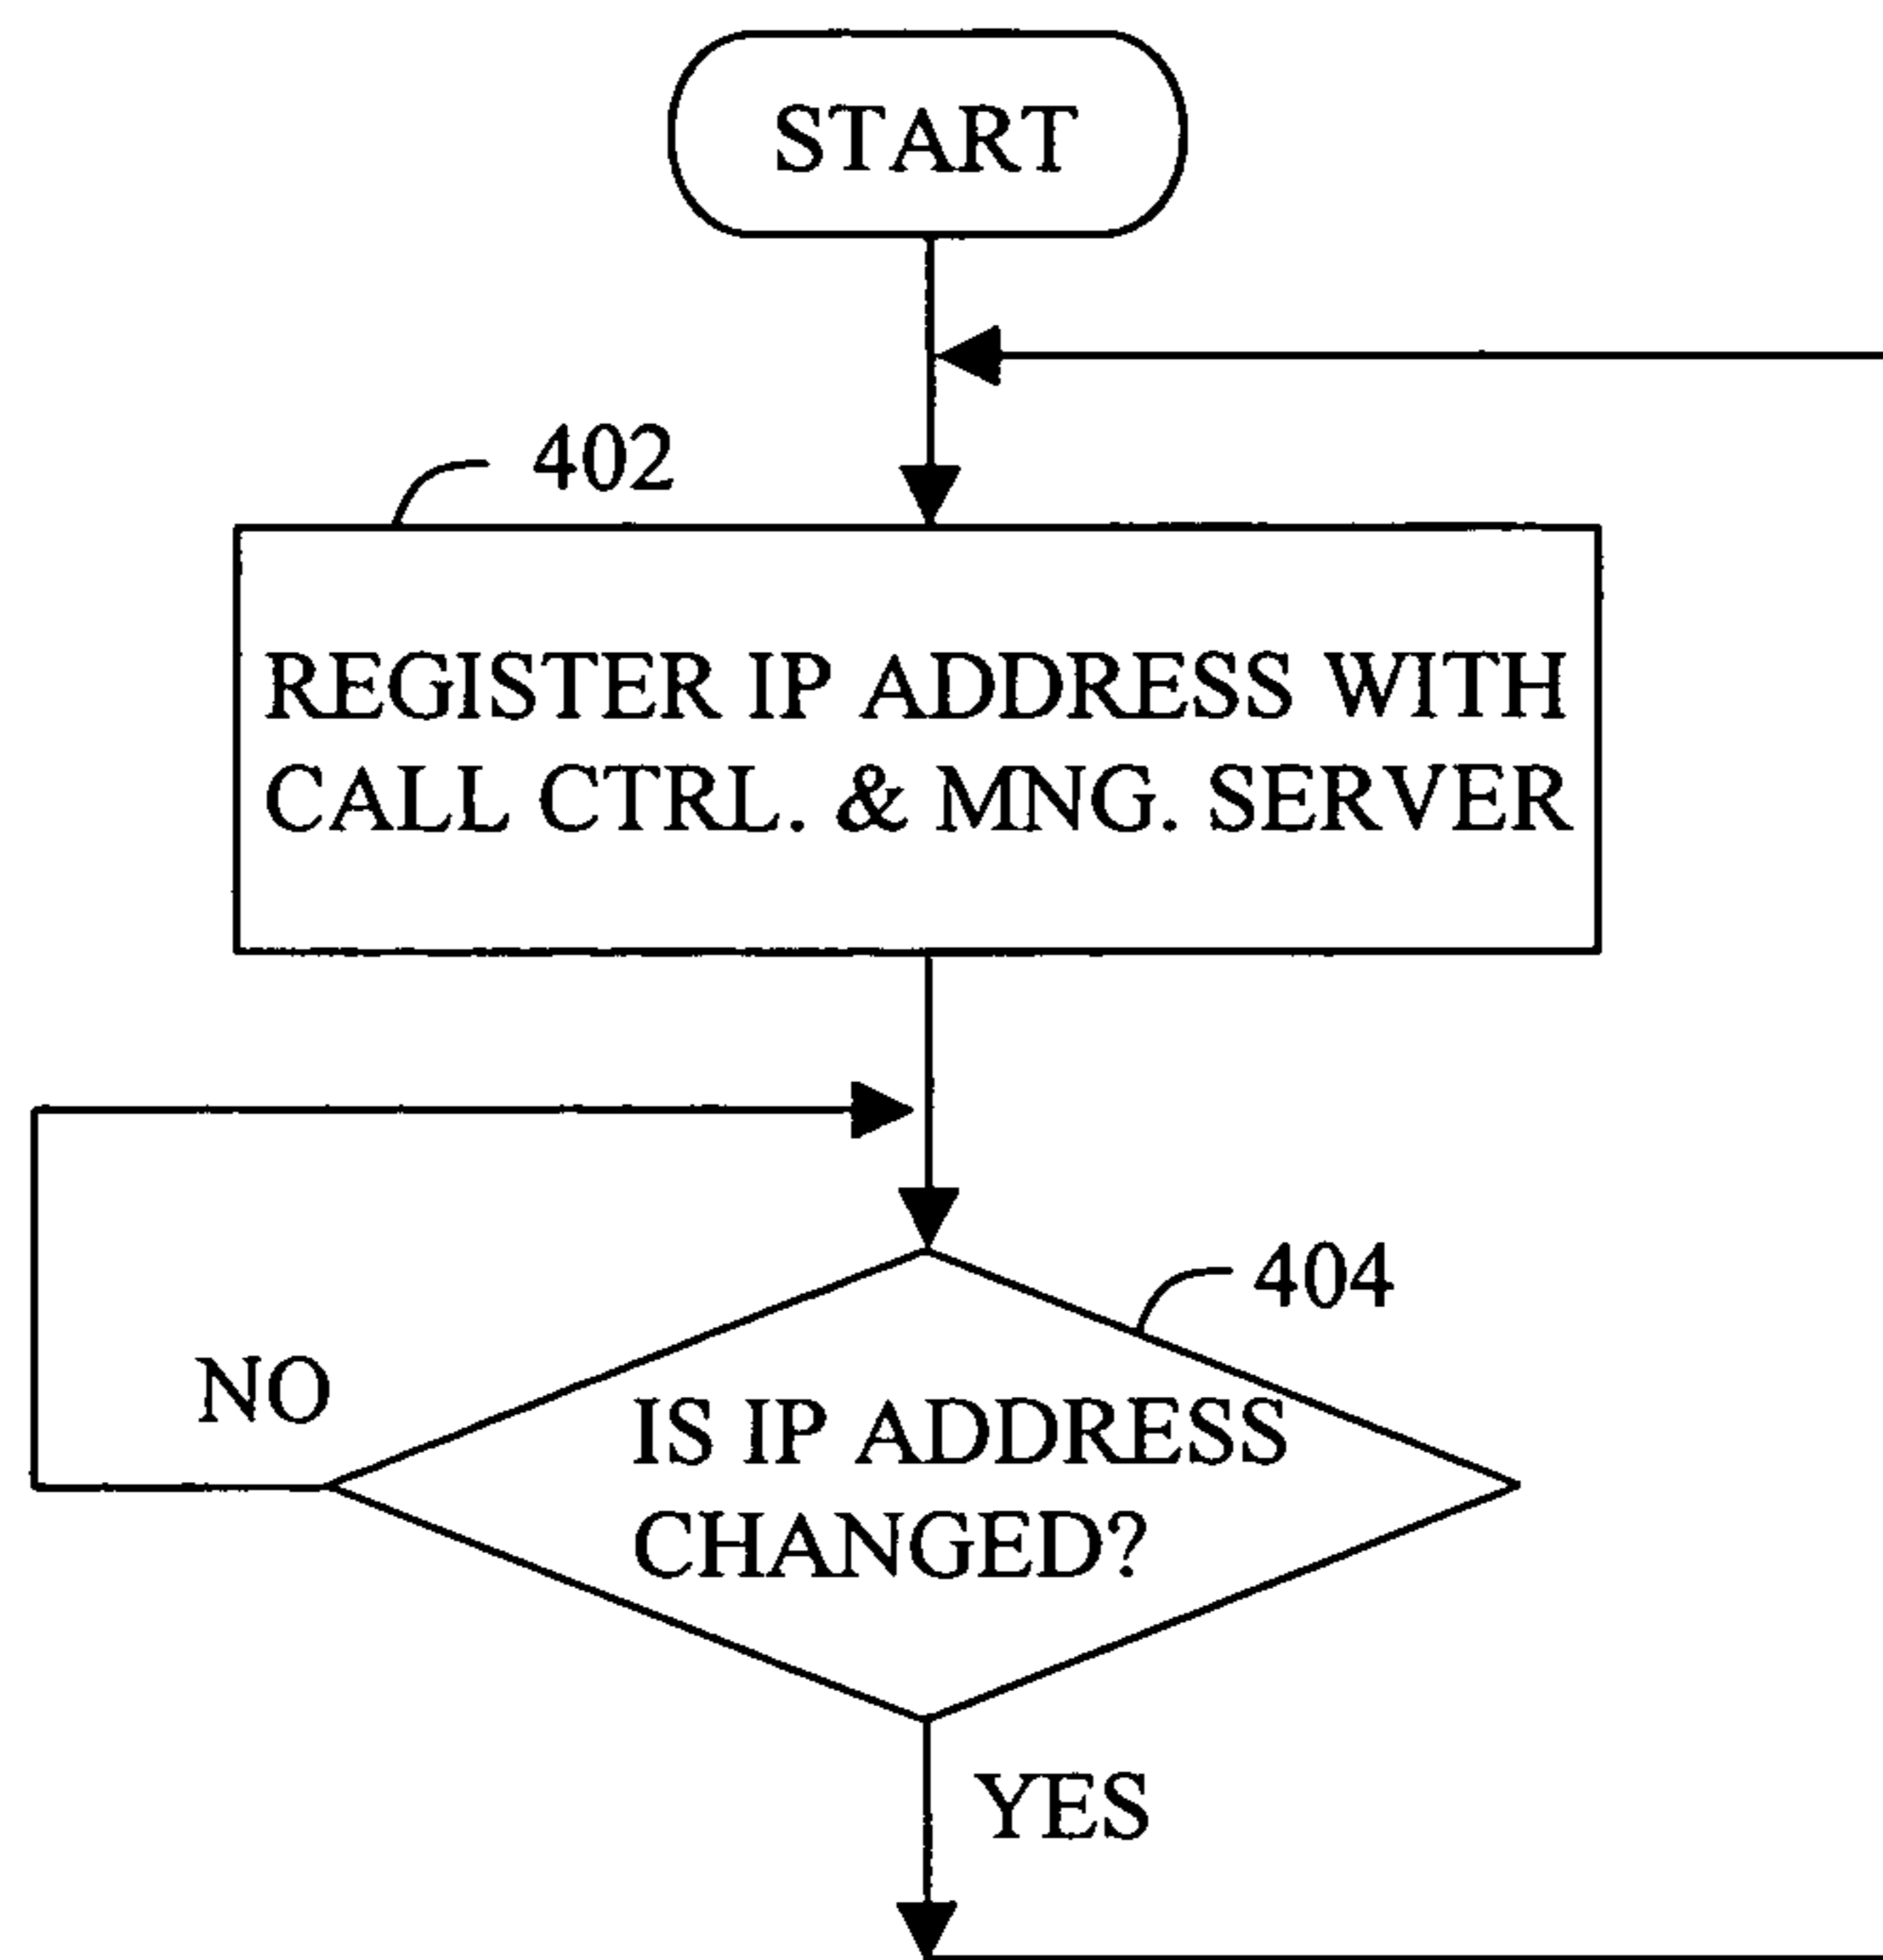 START
402
REGISTER IP ADDRESS WITH
CALL CTRL. & MNG. SERVER
404
NO
IS IP ADDRESS
CHANGED?
YES